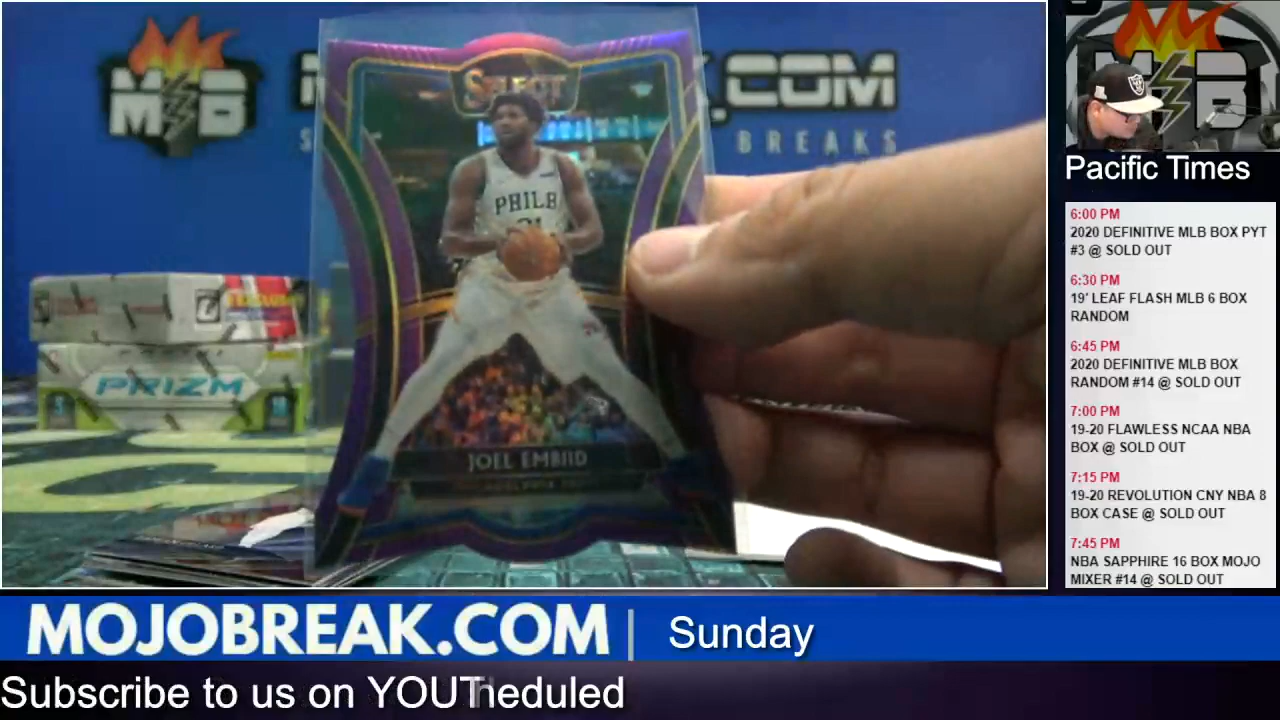 MB
.COM
BREAKS
SELECT
PHILA
21
JOEL EMBIID
PRIZM
MB
Pacific Times
6:00 PM
2020 DEFINITIVE MLB BOX PYT
#3 @ SOLD OUT
6:30 PM
19' LEAF FLASH MLB 6 BOX
RANDOM
6:45 PM
2020 DEFINITIVE MLB BOX
RANDOM #14 @ SOLD OUT
7:00 PM
19-20 FLAWLESS NCAA NBA
BOX @ SOLD OUT
7:15 PM
19-20 REVOLUTION CNY NBA 8
BOX CASE @ SOLD OUT
7:45 PM
NBA SAPPHIRE 16 BOX MOJO
MIXER #14 @ SOLD OUT
MOJOBREAK.COM | Sunday
Subscribe to us on YOUTheduled